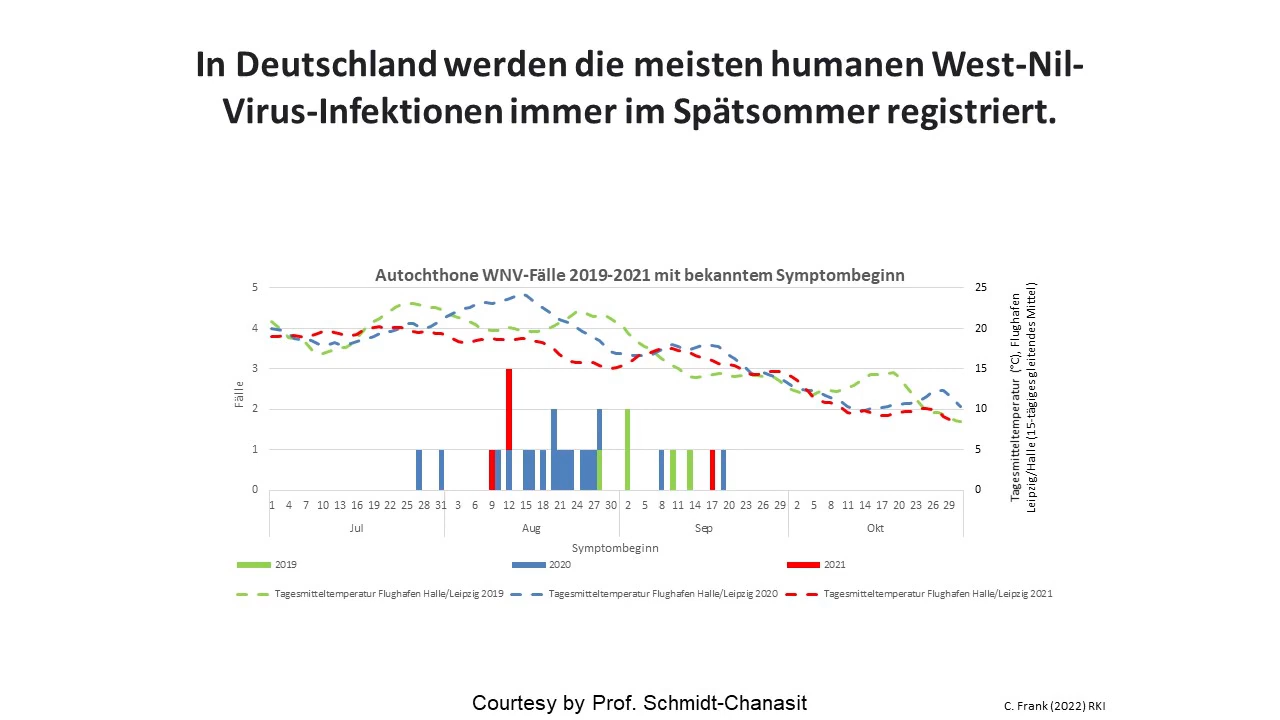 In Deutschland werden die meisten humanen West-Nil-
Virus-Infektionen immer im Spätsommer registriert.
Autochthone WNV-Fälle 2019-2021 mit bekanntem Symptombeginn
5
4
3
2
1
0
Fälle
25
20
15
10
5
0
Tagesmitteltemperatur (°C), Flughafen
Leipzig/Halle (15-tägiges gleitendes Mittel)
1 4 7 10 13 16 19 22 25 28 31 3 6 9 12 15 18 21 24 27 30 2 5 8 11 14 17 20 23 26 29 2 5 8 11 14 17 20 23 26 29
Jul Aug Sep Okt
Symptombeginn
2019 2020 2021
Tagesmitteltemperatur Flughafen Halle/Leipzig 2019 Tagesmitteltemperatur Flughafen Halle/Leipzig 2020 Tagesmitteltemperatur Flughafen Halle/Leipzig 2021
Courtesy by Prof. Schmidt-Chanasit
C. Frank (2022) RKI